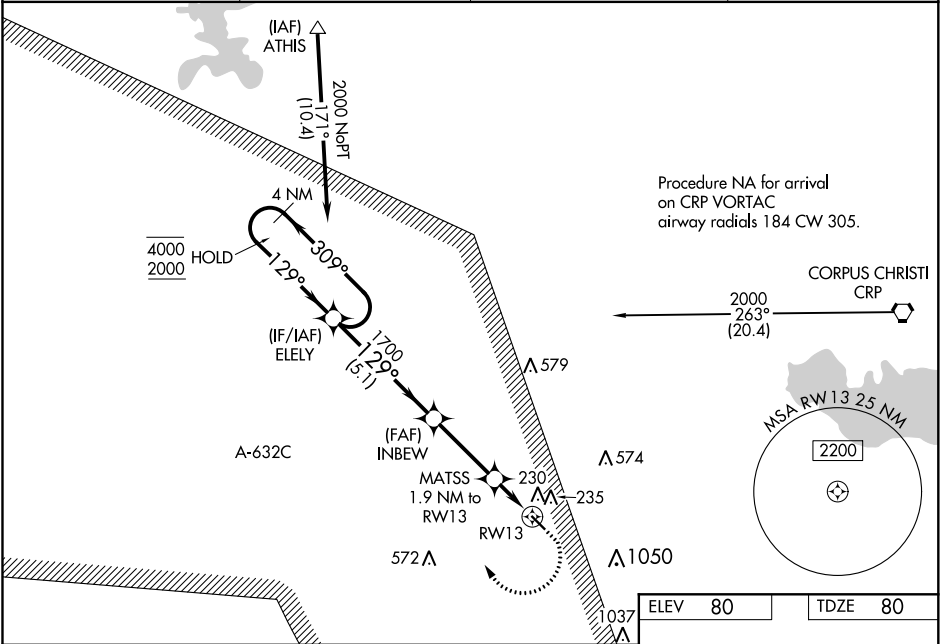 (IAF)
ATHIS
2000 NoPT
171°
(10.4)
Procedure NA for arrival
on CRP VORTAC
airway radials 184 CW 305.
4 NM
4000
2000
HOLD
309°
129°
CORPUS CHRISTI
CRP
2000
263°
(20.4)
(IF/IAF)
ELELY
1700
129°
(5.1)
579
MSA RW13 25 NM
2200
(FAF)
INBEW
A-632C
574
MATSS
1.9 NM to
RW13
230
235
RW13
572
1050
1037
ELEV 80
TDZE 80